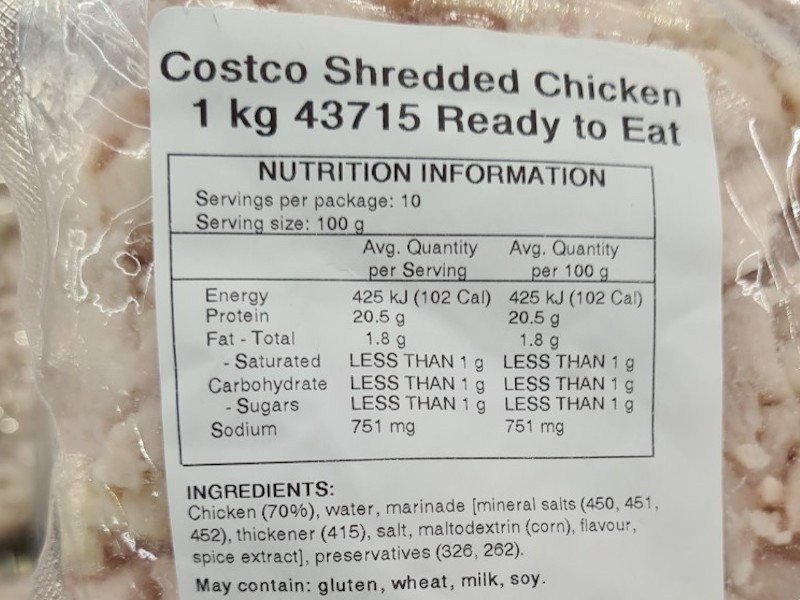 Costco Shredded Chicken
1 kg 43715 Ready to Eat
NUTRITION INFORMATION
Servings per package: 10
Serving size: 100 g
Avg. Quantity Avg. Quantity
per Serving per 100 g
Energy 425 kJ (102 Cal) 425 kJ (102 Cal)
Protein 20.5 g 20.5 g
Fat - Total 1.8 g 1.8 g
- Saturated LESS THAN 1 g LESS THAN 1 g
Carbohydrate LESS THAN 1 g LESS THAN 1 g
- Sugars LESS THAN 1 g LESS THAN 1 g
Sodium 751 mg 751 mg
INGREDIENTS:
Chicken (70%), water, marinade [mineral salts (450, 451,
452), thickener (415), salt, maltodextrin (corn), flavour,
spice extract], preservatives (326, 262).
May contain: gluten, wheat, milk, soy.